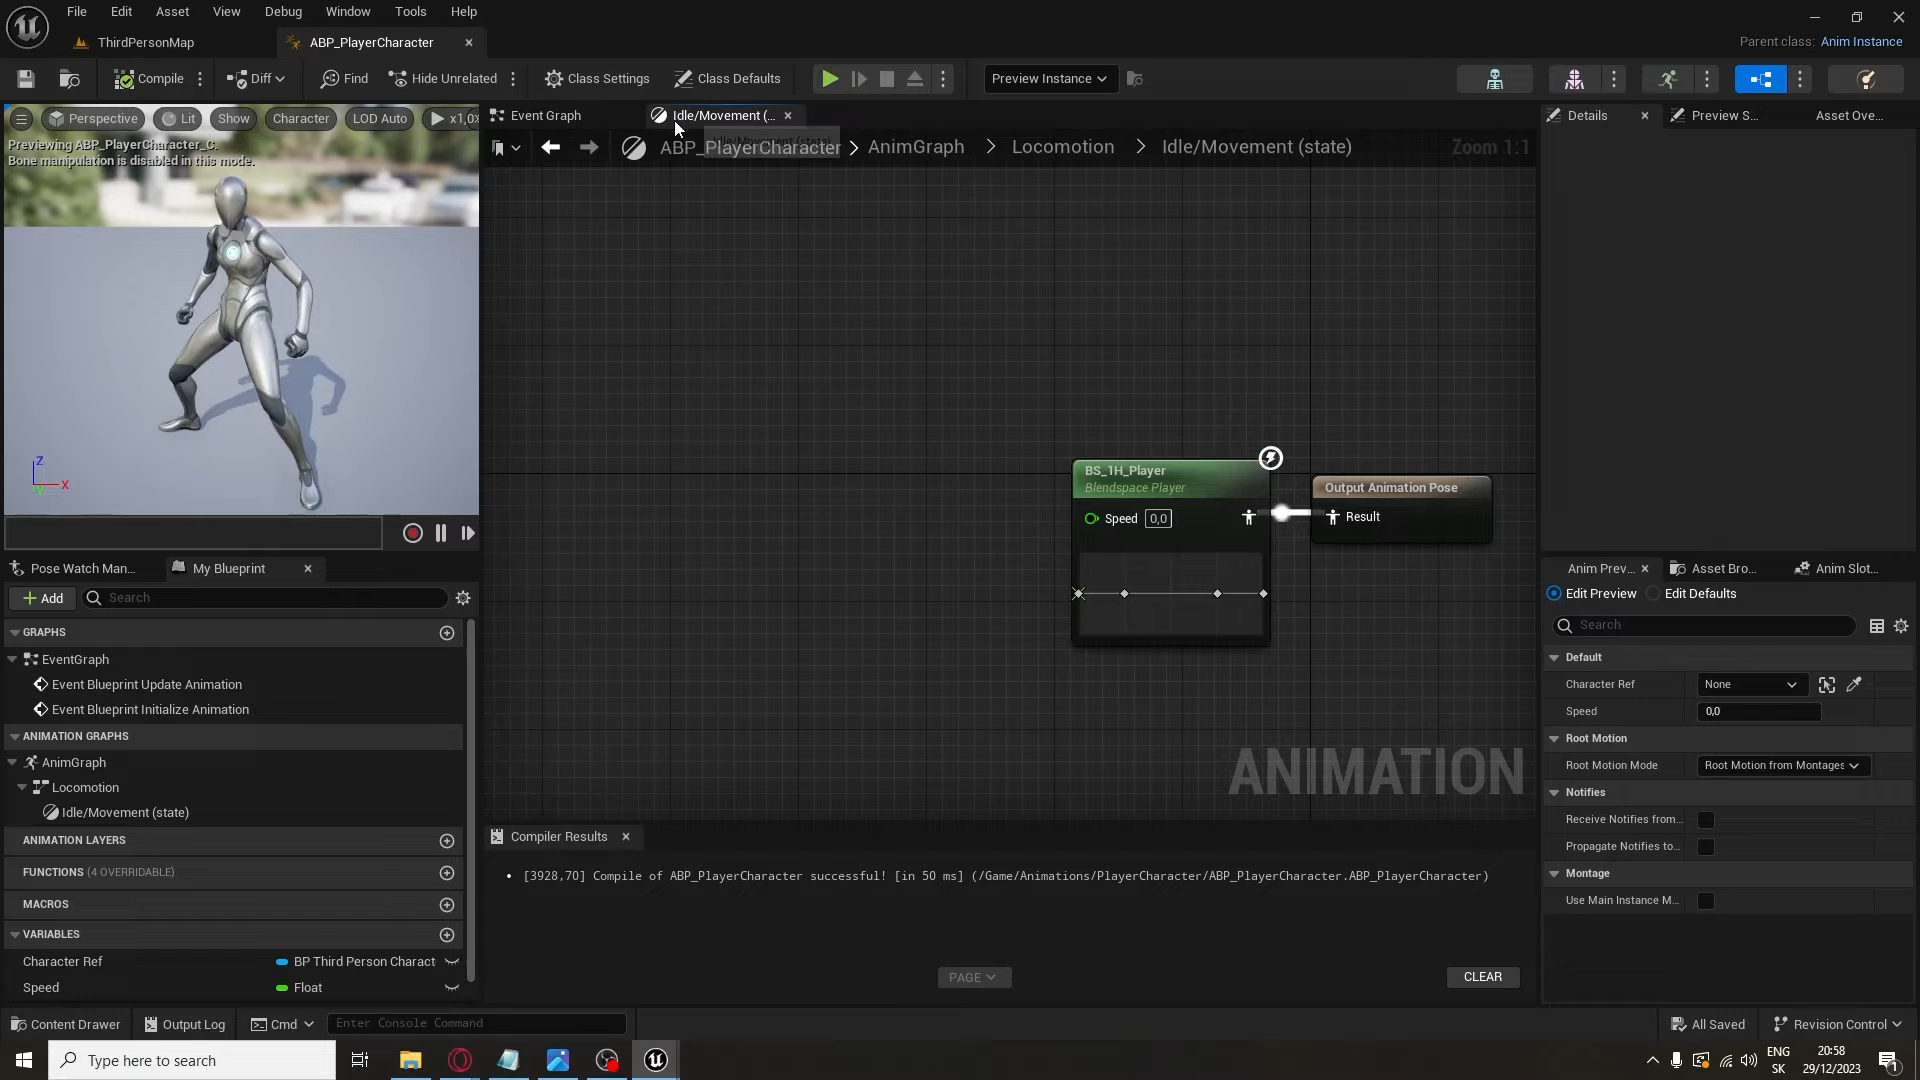 File Edit Asset View Debug Window Tools Help
ThirdPersonMap
ABP_PlayerCharacter
Parent class: Anim Instance
Compile
Diff
Find
Hide Unrelated
Class Settings
Class Defaults
Preview Instance
Perspective
Lit
Show
Character
LOD Auto
x1,0
Previewing ABP_PlayerCharacter_C.
Bone manipulation is disabled in this mode.
Z
X
Event Graph
Idle/Movement (...
ABP_PlayerCharacter > AnimGraph > Locomotion > Idle/Movement (state)
Zoom 1:1
BS_1H_Player
Blendspace Player
Speed 0,0
Output Animation Pose
Result
ANIMATION
Pose Watch Man...
My Blueprint
Add
Search
GRAPHS
EventGraph
Event Blueprint Update Animation
Event Blueprint Initialize Animation
ANIMATION GRAPHS
AnimGraph
Locomotion
Idle/Movement (state)
ANIMATION LAYERS
FUNCTIONS (4 OVERRIDABLE)
MACROS
VARIABLES
Character Ref
BP Third Person Charact
Speed
Float
Compiler Results
• [3928,70] Compile of ABP_PlayerCharacter successful! [in 50 ms] (/Game/Animations/PlayerCharacter/ABP_PlayerCharacter.ABP_PlayerCharacter)
PAGE
CLEAR
Details
Preview S...
Asset Ove...
Anim Prev...
Asset Bro...
Anim Slot...
Edit Preview
Edit Defaults
Search
Default
Character Ref
None
Speed
0,0
Root Motion
Root Motion Mode
Root Motion from Montages
Notifies
Receive Notifies from...
Propagate Notifies to...
Montage
Use Main Instance M...
Content Drawer
Output Log
Cmd
Enter Console Command
All Saved
Revision Control
Type here to search
ENG
SK
20:58
29/12/2023
1